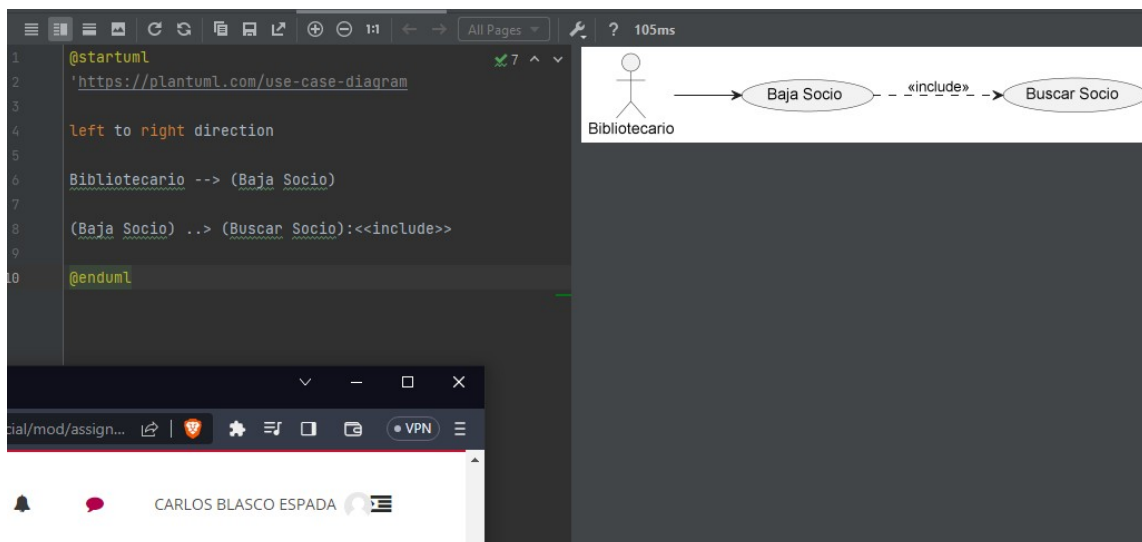 1:1
All Pages
? 105ms
1 @startuml
7
2 'https://plantuml.com/use-case-diagram
3
4 left to right direction
5
6 Bibliotecario --> (Baja Socio)
7
8 (Baja Socio) ..> (Buscar Socio):<<include>>
9
10 @enduml
Bibliotecario
Baja Socio
«include»
Buscar Socio
cial/mod/assign...
VPN
CARLOS BLASCO ESPADA